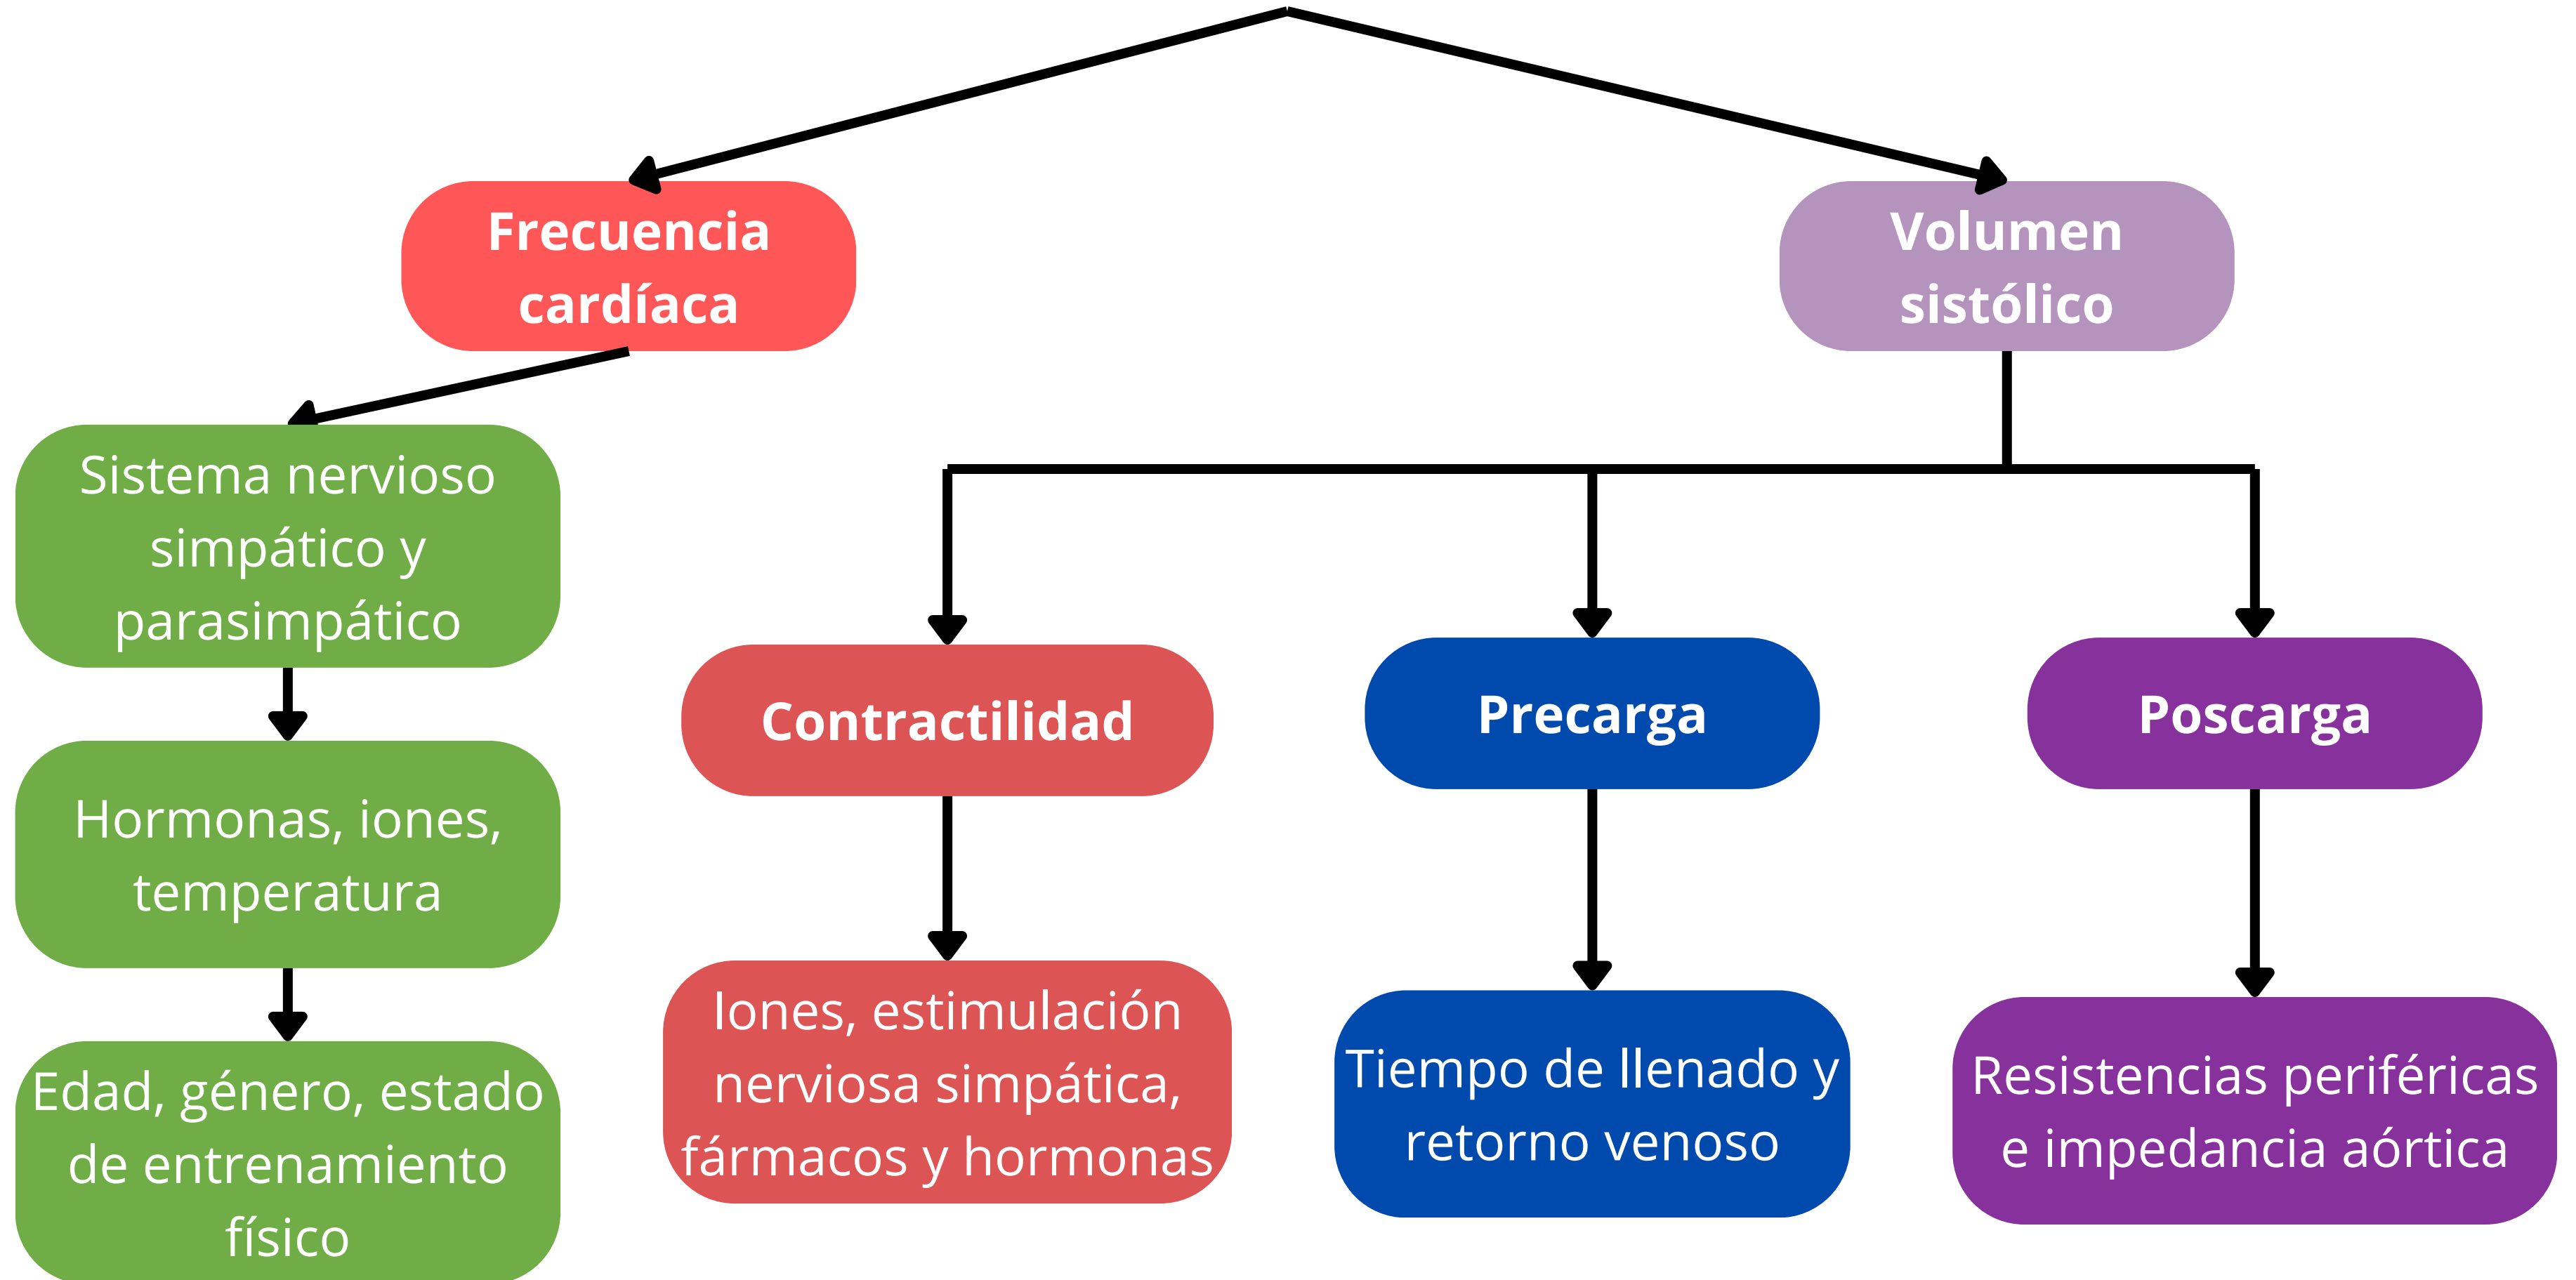 Frecuencia
cardíaca
Volumen
sistólico
Sistema nervioso
simpático y
parasimpático
Hormonas, iones,
temperatura
Edad, género, estado
de entrenamiento
físico
Contractilidad
Iones, estimulación
nerviosa simpática,
fármacos y hormonas
Precarga
Tiempo de llenado y
retorno venoso
Poscarga
Resistencias periféricas
e impedancia aórtica